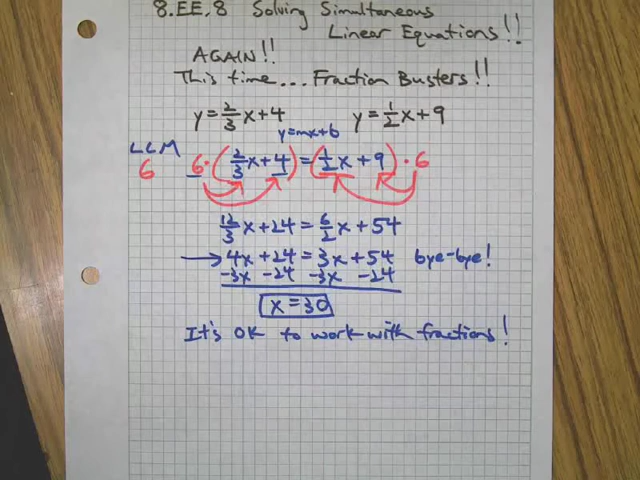 8.EE.8 Solving Simultaneous
Linear Equations!!
AGAIN!!
This time... Fraction Busters!!
y=2/3x+4 y=1/2x+9
y=mx+b
LCM
6 6·(2/3x+4)=(1/2x+9)·6
12/3x+24=6/2x+54
→4x+24=3x+54 bye-bye!
-3x -24 -3x -24
x=30
It's OK to work with fractions!